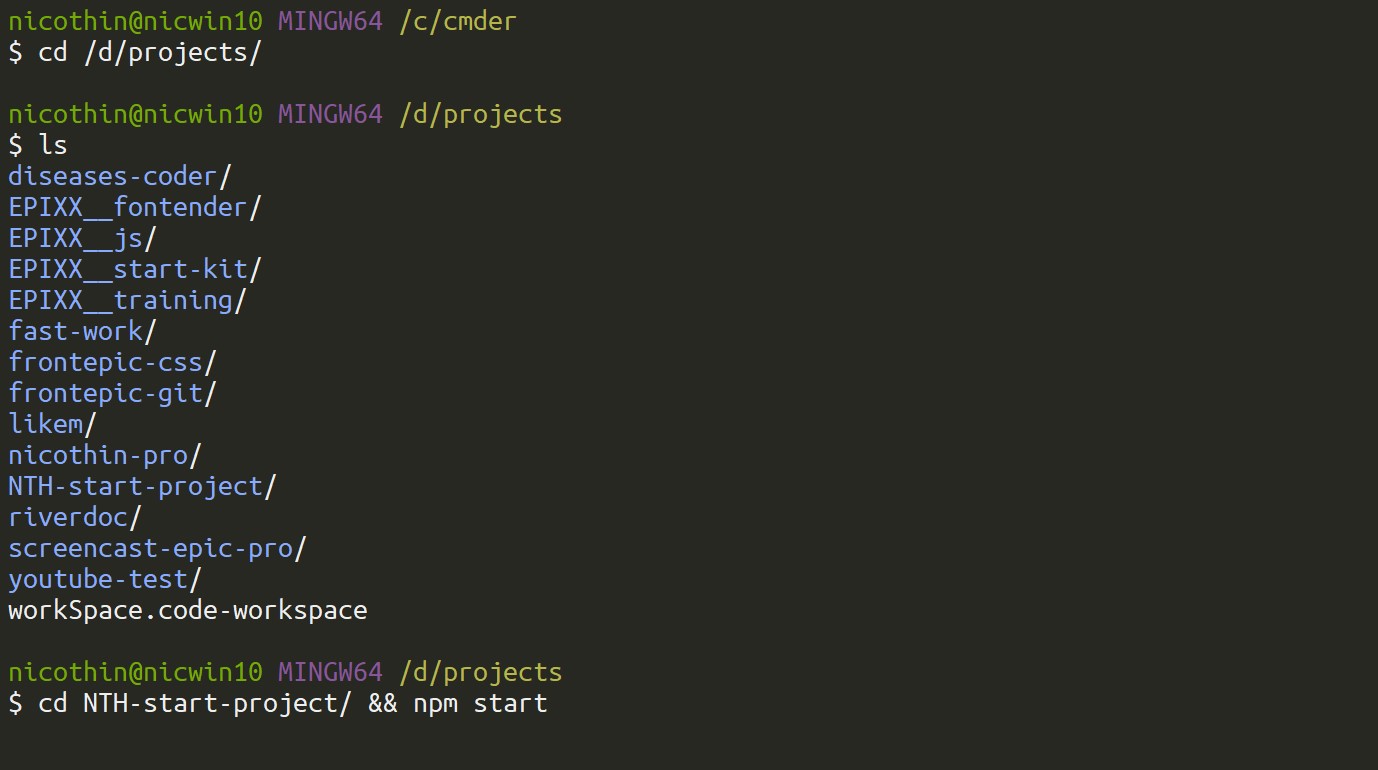 nicothin@nicwin10 MINGW64 /c/cmder
$ cd /d/projects/
nicothin@nicwin10 MINGW64 /d/projects
$ ls
diseases-coder/
EPIXX__fontender/
EPIXX__js/
EPIXX__start-kit/
EPIXX__training/
fast-work/
frontepic-css/
frontepic-git/
likem/
nicothin-pro/
NTH-start-project/
riverdoc/
screencast-epic-pro/
youtube-test/
workSpace.code-workspace
nicothin@nicwin10 MINGW64 /d/projects
$ cd NTH-start-project/ && npm start